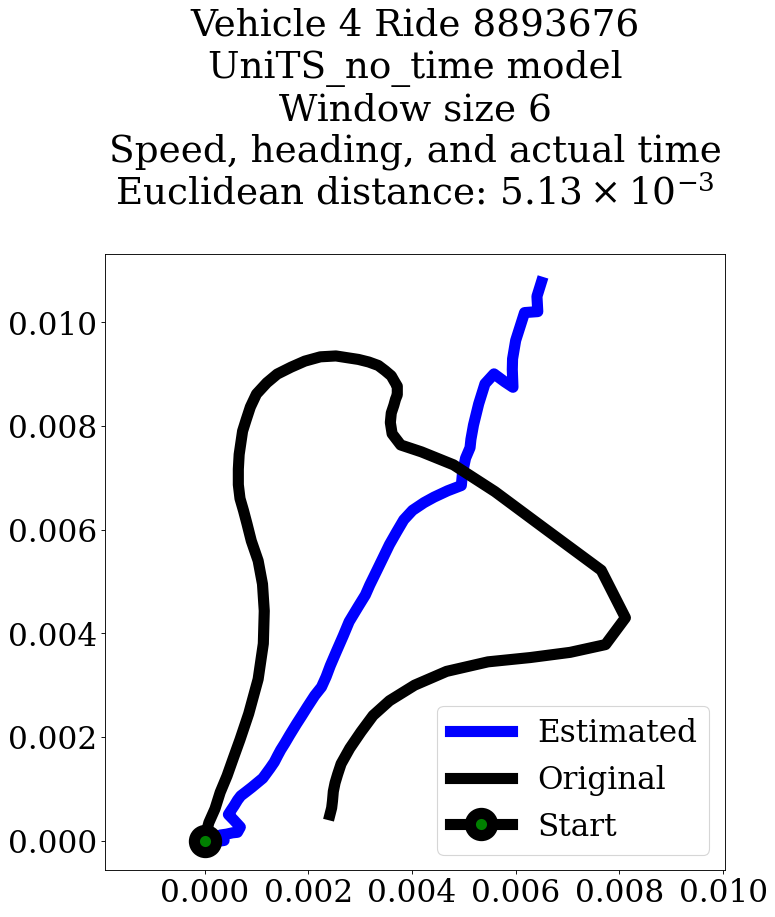 Vehicle 4 Ride 8893676
UniTS_no_time model
Window size 6
Speed, heading, and actual time
Euclidean distance: 5.13 × 10⁻³
0.010
0.008
0.006
0.004
0.002
0.000
Estimated
Original
Start
0.000 0.002 0.004 0.006 0.008 0.010